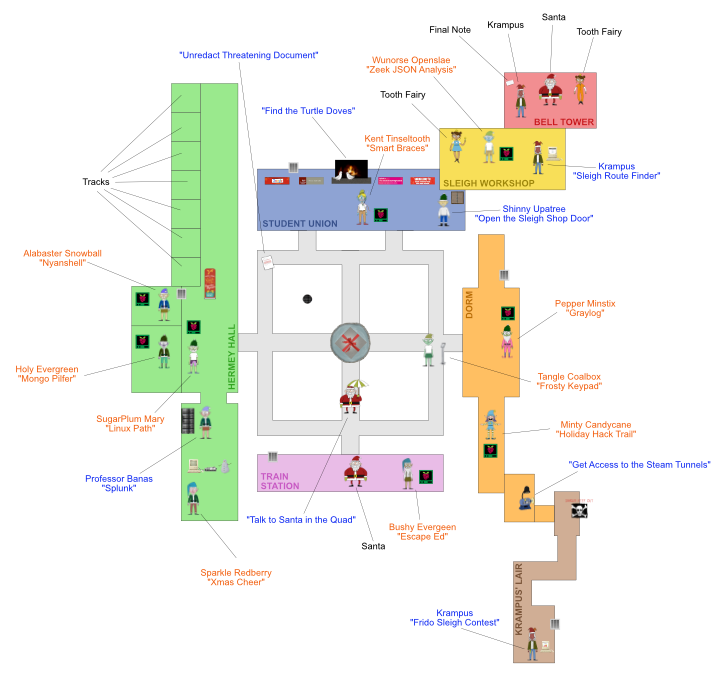 Santa
Krampus
Final Note
Tooth Fairy
"Unredact Threatening Document"
Wunorse Openslae
"Zeek JSON Analysis"
Tooth Fairy
"Find the Turtle Doves"
BELL TOWER
Kent Tinseltooth
"Smart Braces"
Krampus
"Sleigh Route Finder"
Tracks
SLEIGH WORKSHOP
Shinny Upatree
"Open the Sleigh Shop Door"
STUDENT UNION
Alabaster Snowball
"Nyanshell"
DORM
Pepper Minstix
"Graylog"
HERMEY HALL
Holy Evergreen
"Mongo Pilfer"
Tangle Coalbox
"Frosty Keypad"
SugarPlum Mary
"Linux Path"
Minty Candycane
"Holiday Hack Trail"
Professor Banas
"Splunk"
TRAIN
STATION
"Get Access to the Steam Tunnels"
"Talk to Santa in the Quad"
Bushy Evergeen
"Escape Ed"
Santa
Sparkle Redberry
"Xmas Cheer"
KRAMPUS' LAIR
Krampus
"Frido Sleigh Contest"